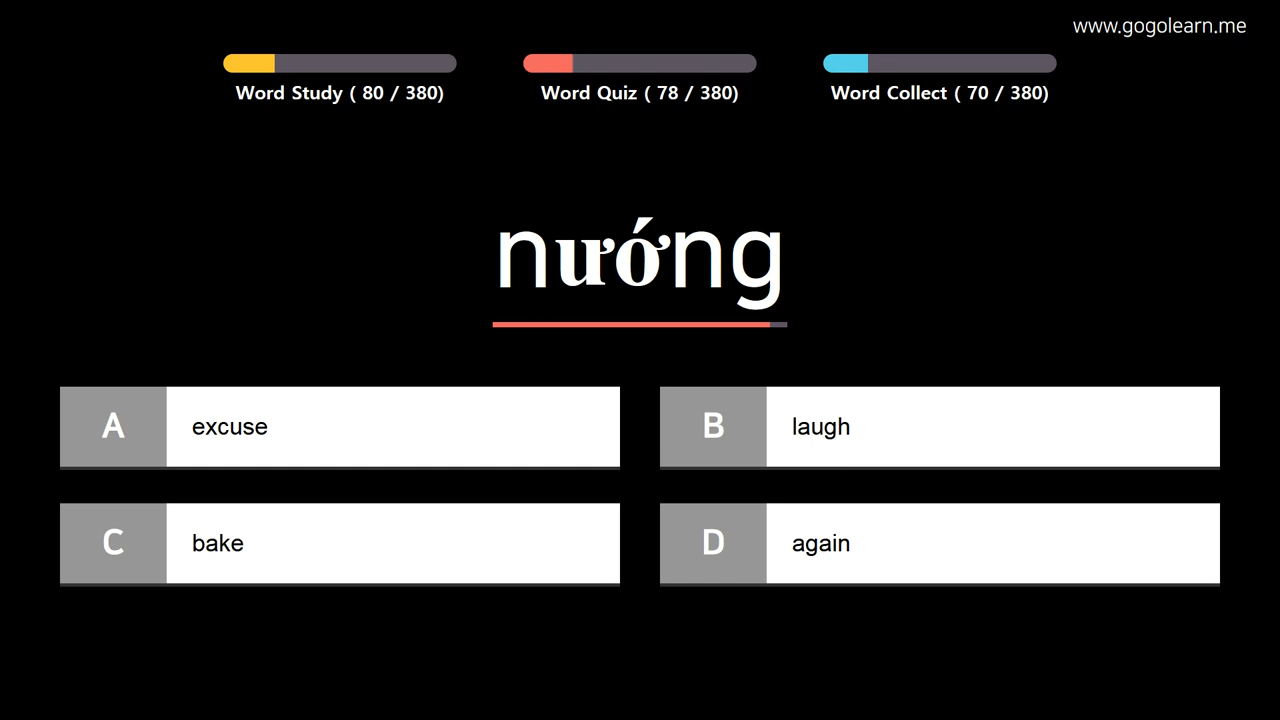 www.gogolearn.me
Word Study ( 80 / 380)
Word Quiz ( 78 / 380)
Word Collect ( 70 / 380)
nướng
A excuse
B laugh
C bake
D again